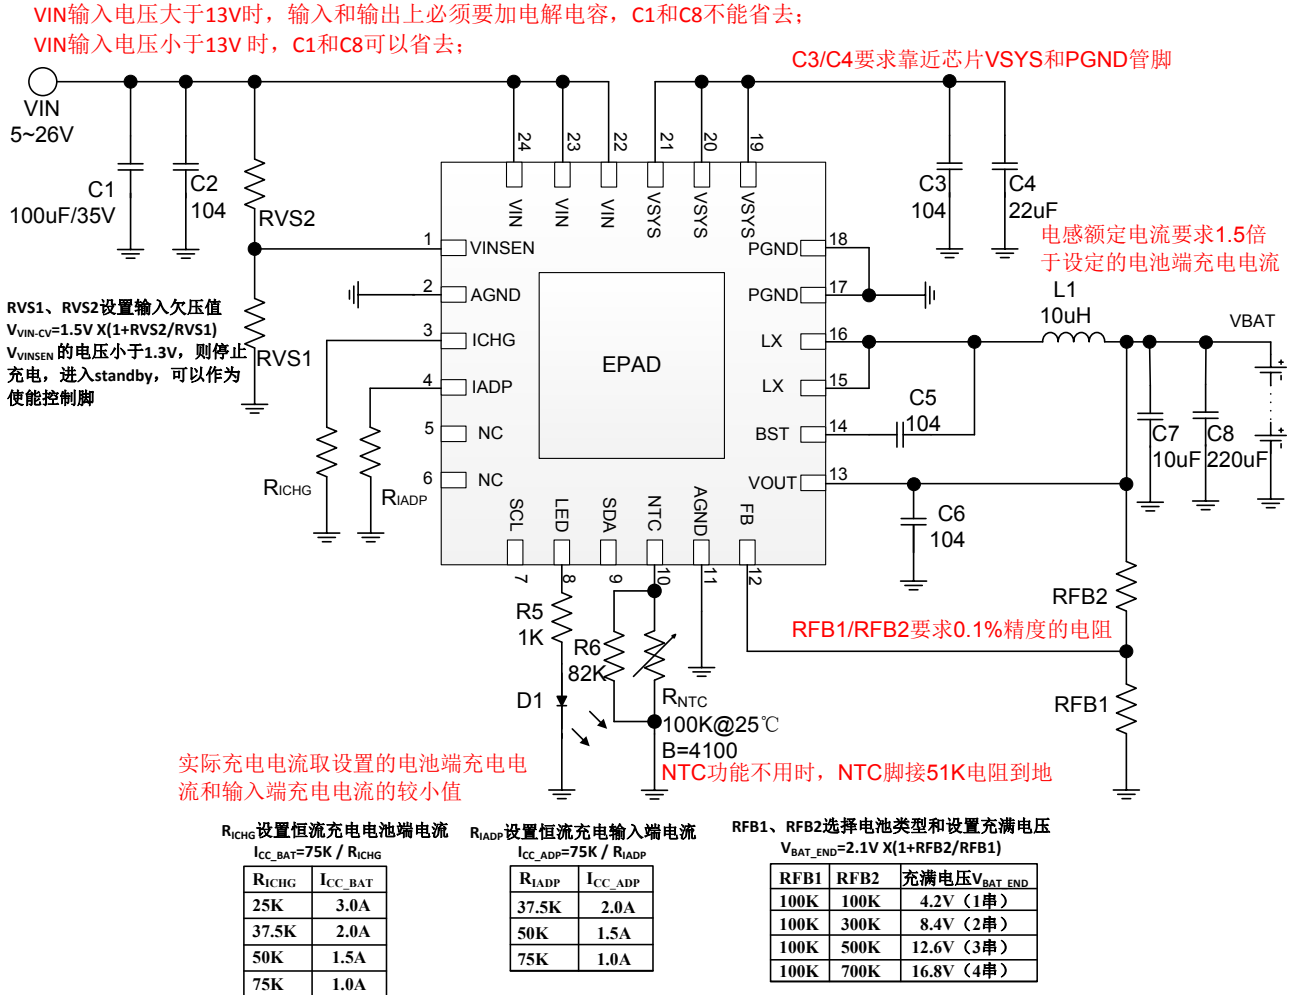 VIN输入电压大于13V时，输入和输出上必须要加电解电容，C1和C8不能省去；
VIN输入电压小于13V 时，C1和C8可以省去；
C3/C4要求靠近芯片VSYS和PGND管脚
VIN
5~26V
C1
100uF/35V
C2
104
RVS2
24
23
22
21
20
19
VIN
VIN
VIN
VSYS
VSYS
VSYS
C3
104
C4
22uF
电感额定电流要求1.5倍
于设定的电池端充电电流
1
VINSEN
2
AGND
3
ICHG
4
IADP
5
NC
6
NC
EPAD
PGND
18
PGND
17
LX
16
LX
15
BST
14
VOUT
13
L1
10uH
VBAT
RVS1、RVS2设置输入欠压值
VVIN-CV=1.5V X(1+RVS2/RVS1)
VVINSEN 的电压小于1.3V，则停止
充电，进入standby，可以作为
使能控制脚
RVS1
C5
104
C7
10uF
C8
220uF
+
+
RICHG
RIADP
SCL
LED
SDA
NTC
AGND
FB
7
8
9
10
11
12
C6
104
R5
1K
R6
82K
D1
RNTC
100K@25℃
B=4100
RFB2
RFB1/RFB2要求0.1%精度的电阻
RFB1
NTC功能不用时，NTC脚接51K电阻到地
实际充电电流取设置的电池端充电电
流和输入端充电电流的较小值
RICHG设置恒流充电电池端电流
ICC_BAT=75K / RICHG
RICHG ICC_BAT
25K 3.0A
37.5K 2.0A
50K 1.5A
75K 1.0A
RIADP设置恒流充电输入端电流
ICC_ADP=75K / RIADP
RIADP ICC_ADP
37.5K 2.0A
50K 1.5A
75K 1.0A
RFB1、RFB2选择电池类型和设置充满电压
VBAT_END=2.1V X(1+RFB2/RFB1)
RFB1 RFB2 充满电压VBAT_END
100K 100K 4.2V（1串）
100K 300K 8.4V（2串）
100K 500K 12.6V（3串）
100K 700K 16.8V（4串）